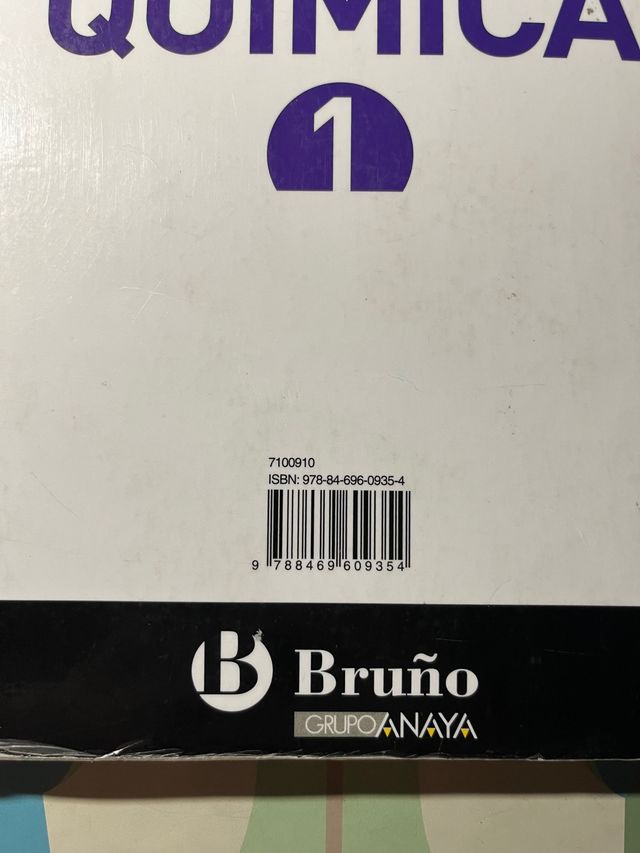 QUÍMICA
1
7100910
ISBN: 978-84-696-0935-4
9 788469 609354
B Bruño
GRUPO ANAYA